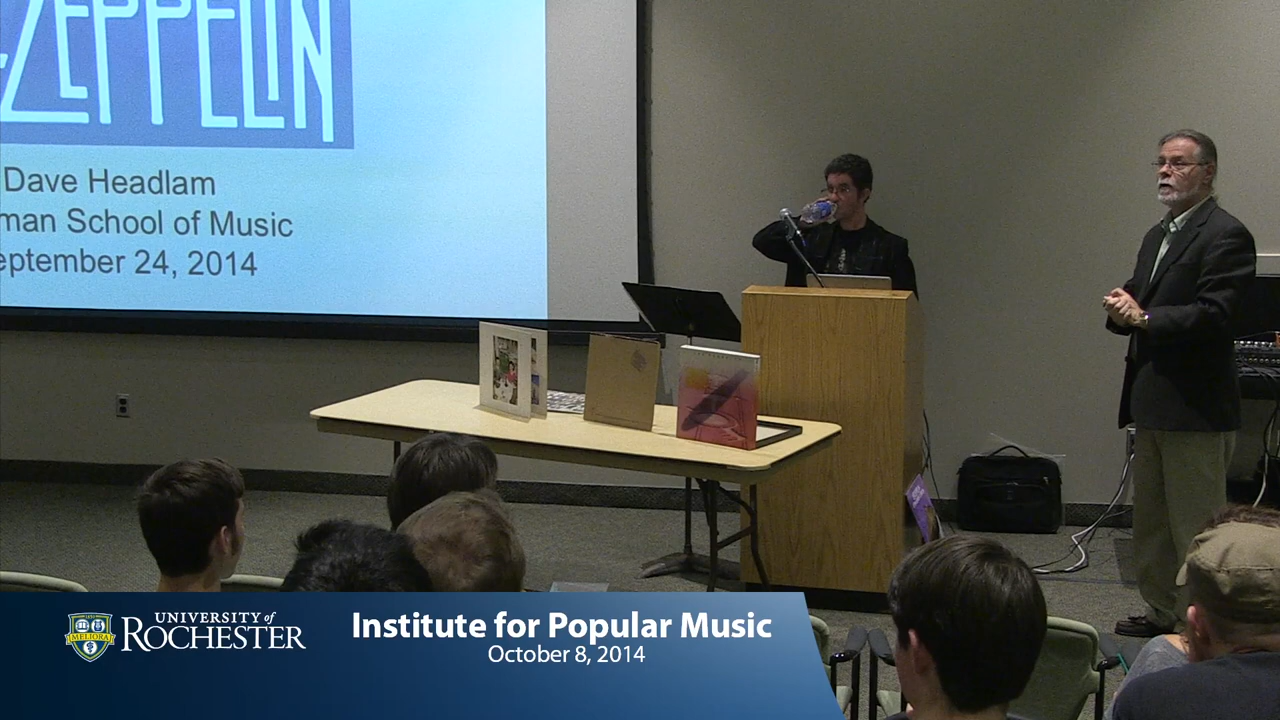 ZEPPELIN
Dave Headlam
man School of Music
eptember 24, 2014
MELIORA
UNIVERSITY of
ROCHESTER
Institute for Popular Music
October 8, 2014